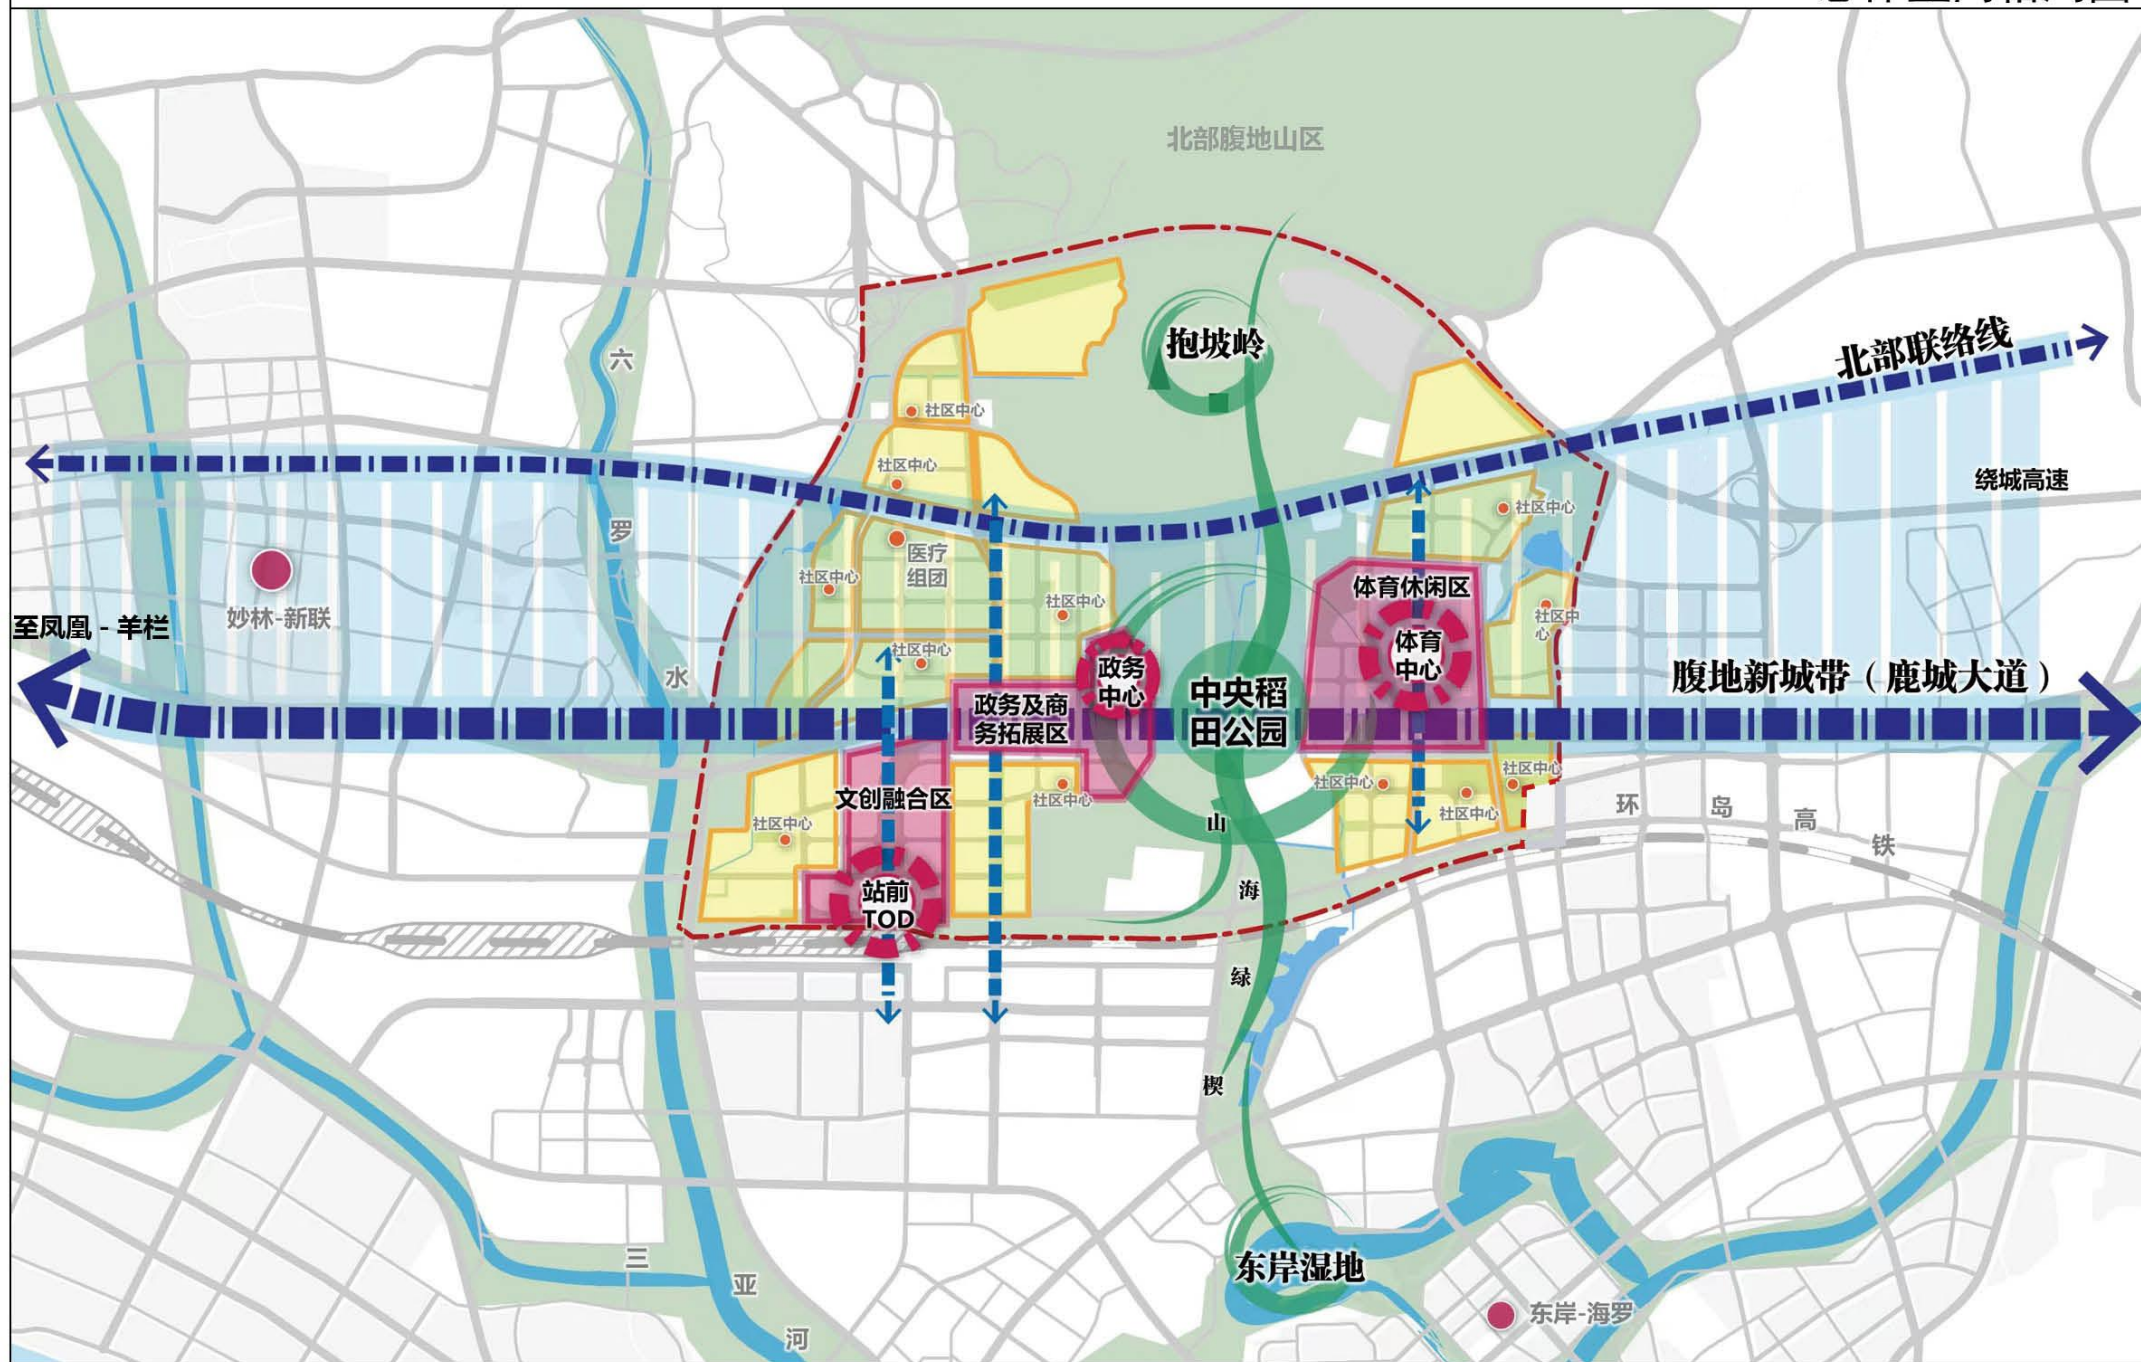 北部腹地山区
抱坡岭
北部联络线
六
社区中心
社区中心
绕城高速
社区中心
罗
医疗
组团
社区中心
体育休闲区
社区中心
社区中
心
妙林-新联
至凤凰-羊栏
体育
中心
社区中心
政务
中心
水
腹地新城带（鹿城大道）
中央稻
田公园
政务及商
务拓展区
社区中心
社区中心
文创融合区
社区中心
社区中心
社区中心
环
岛
高
铁
山
站前
TOD
海
绿
楔
三
亚
河
东岸湿地
东岸-海罗